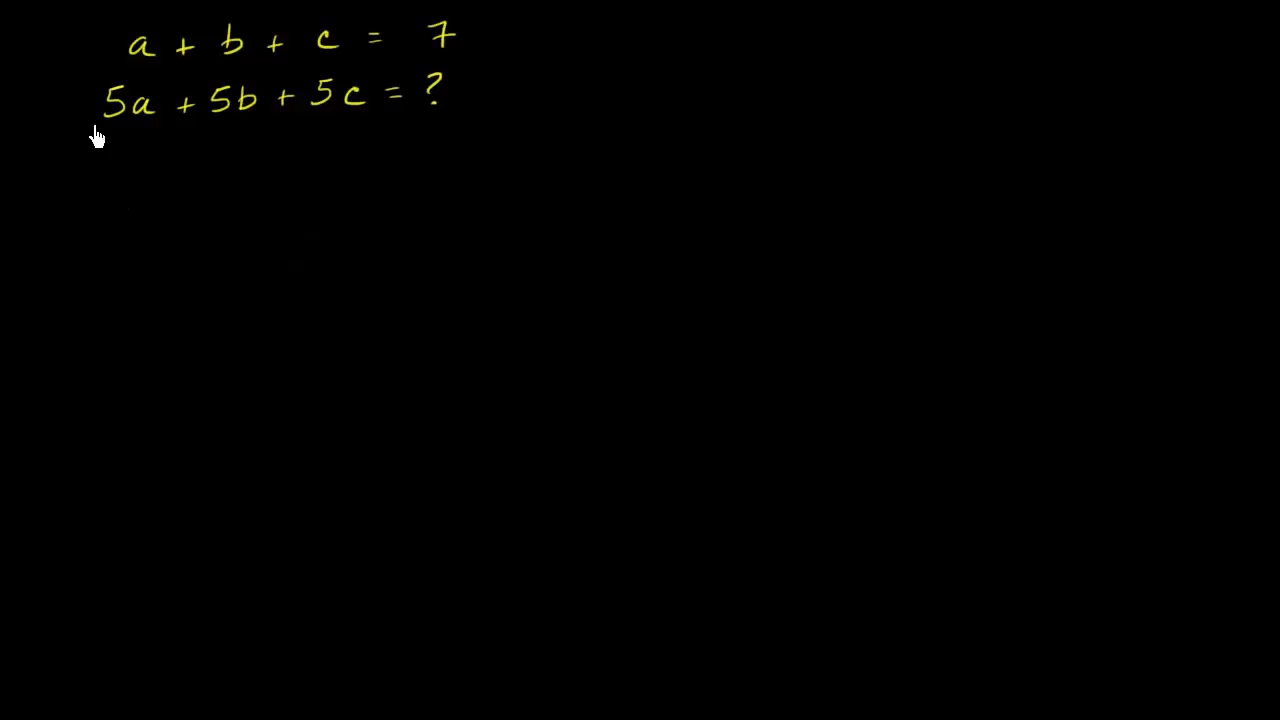 a + b + c = 7
5a + 5b + 5c = ?